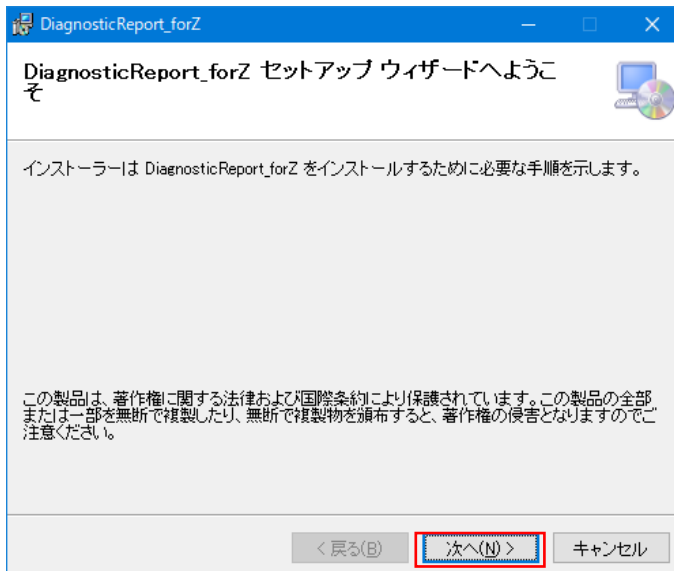 DiagnosticReport_forZ
DiagnosticReport_forZ セットアップ ウィザードへようこ
そ
インストーラーは DiagnosticReport_forZ をインストールするために必要な手順を示します。
この製品は、著作権に関する法律および国際条約により保護されています。この製品の全部
または一部を無断で複製したり、無断で複製物を頒布すると、著作権の侵害となりますのでご
注意ください。
< 戻る(B) 次へ(N) > キャンセル